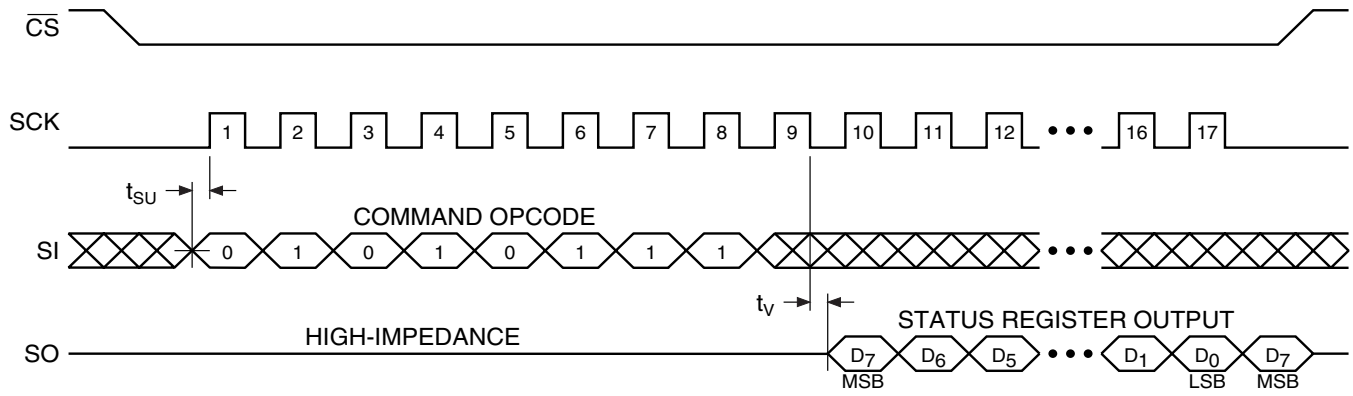 CS
SCK 1 2 3 4 5 6 7 8 9 10 11 12 ••• 16 17
tSU
COMMAND OPCODE
SI 0 1 0 1 0 1 1 1 •••
tV
HIGH-IMPEDANCE
STATUS REGISTER OUTPUT
SO D7 D6 D5 ••• D1 D0 D7
MSB LSB MSB